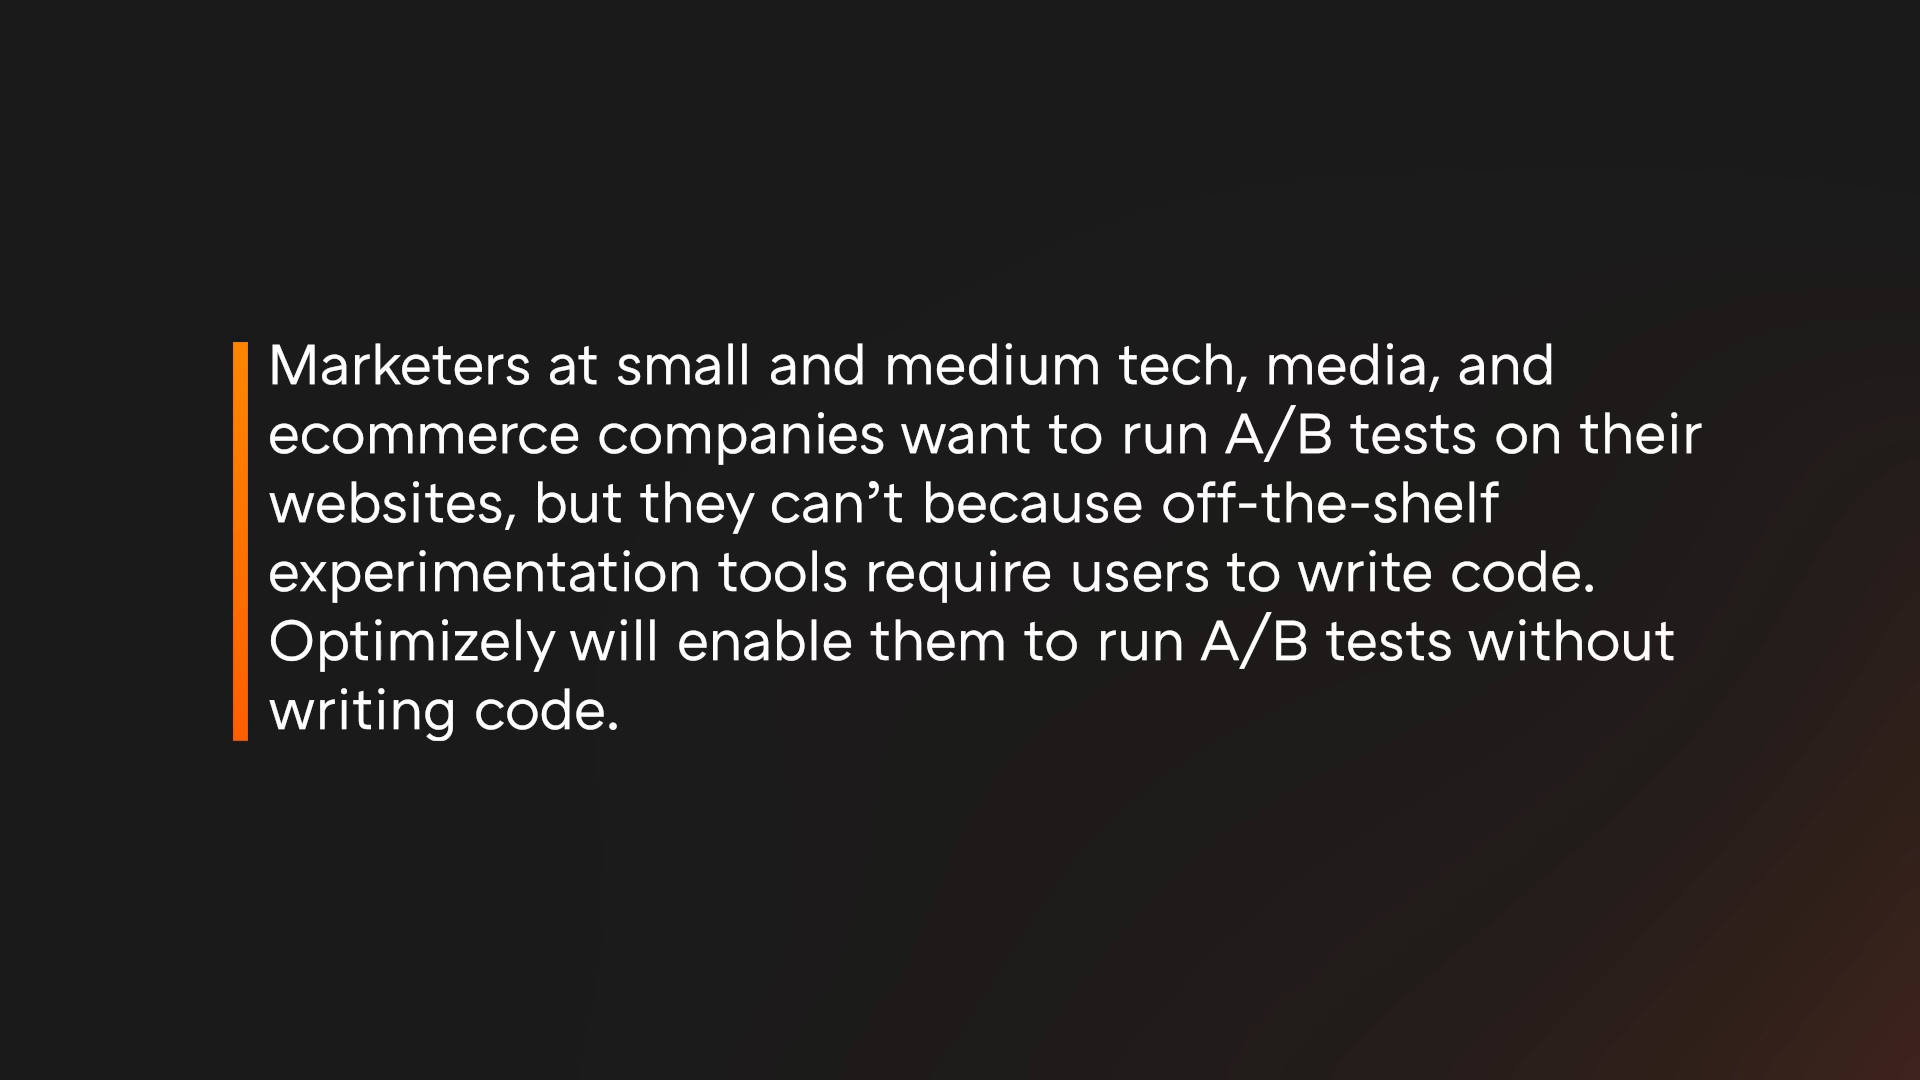 Marketers at small and medium tech, media, and
ecommerce companies want to run A/B tests on their
websites, but they can’t because off-the-shelf
experimentation tools require users to write code.
Optimizely will enable them to run A/B tests without
writing code.